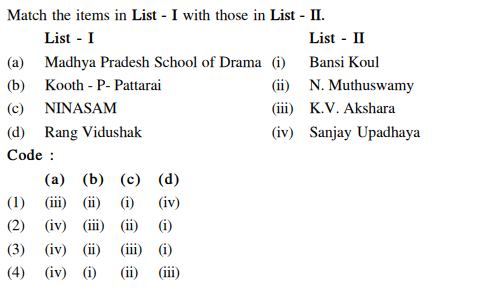 Match the items in List - I with those in List - II.
List - I List - II
(a) Madhya Pradesh School of Drama (i) Bansi Koul
(b) Kooth - P- Pattarai (ii) N. Muthuswamy
(c) NINASAM (iii) K.V. Akshara
(d) Rang Vidushak (iv) Sanjay Upadhaya
Code :
(a) (b) (c) (d)
(1) (iii) (ii) (i) (iv)
(2) (iv) (iii) (ii) (i)
(3) (iv) (ii) (iii) (i)
(4) (iv) (i) (ii) (iii)